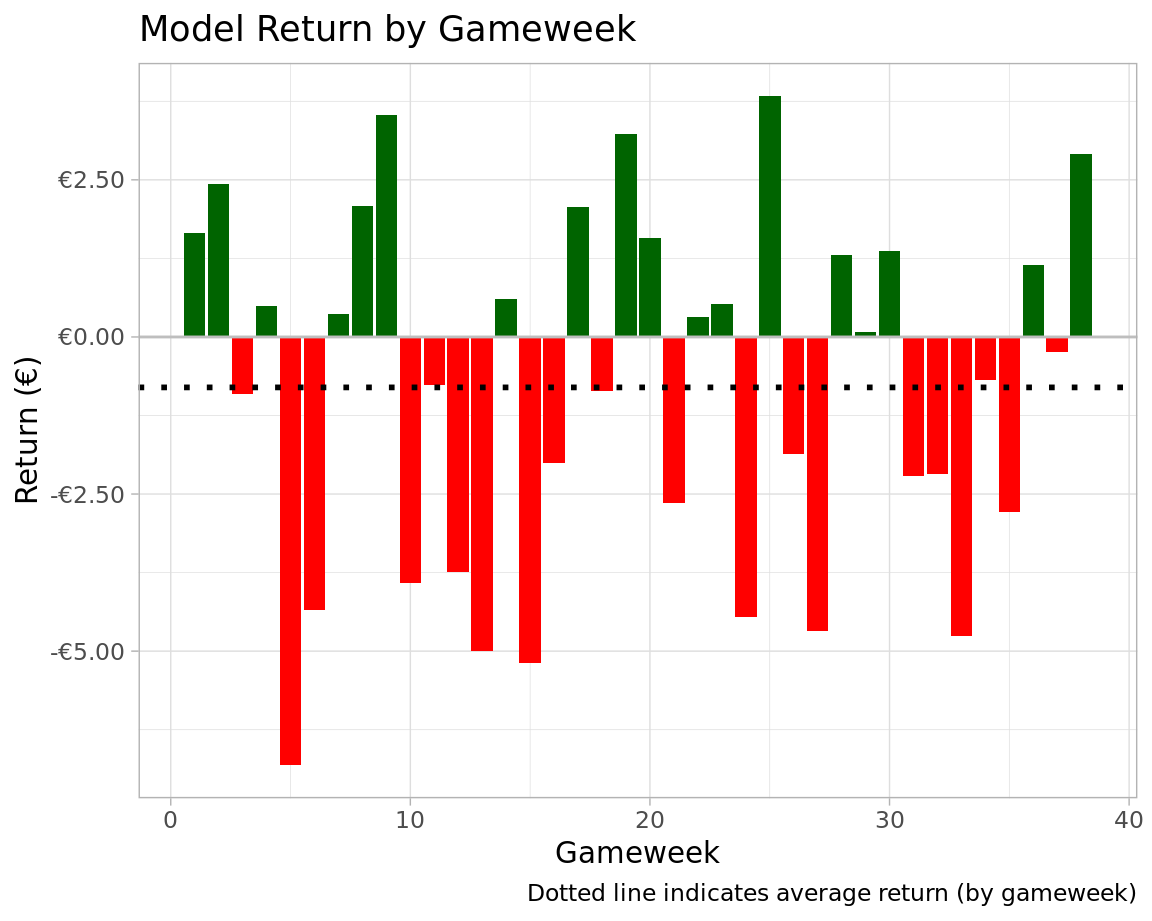 Model Return by Gameweek
€2.50
€0.00
-€2.50
-€5.00
Return (€)
0 10 20 30 40
Gameweek
Dotted line indicates average return (by gameweek)